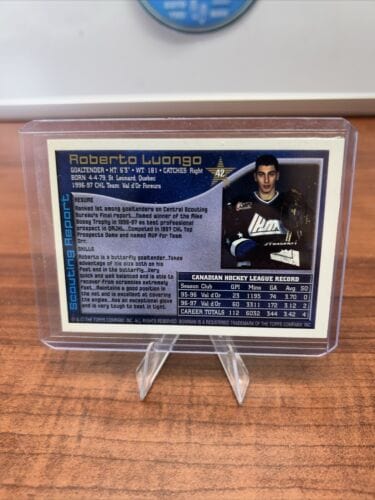 Roberto Luongo
GOALTENDER • HT: 6'3" • WT: 181 • CATCHES: Right
BORN: 4-4-79, St. Leonard, Quebec
1996-97 CHL Team: Val d'Or Foreurs
42
Scouting Report
RESUME
Ranked 1st among goaltenders on Central Scouting
Bureau's Final report...Named winner of the Mike
Bossy Trophy in 1996-97 as best professional
prospect in QMJHL...Competed in 1997 CHL Top
Prospects Game and named MVP for Team
Orr.
SKILLS
Roberto is a butterfly goaltender...Takes
advantage of his size both on his
feet and in the butterfly...Very
quick and well balanced and is able to
recover from scrambles extremely
fast...Maintains a good position in
the net and is excellent at covering
the angles...Has an exceptional glove
and is very tough to beat high.
CANADIAN HOCKEY LEAGUE RECORD
Season Club GPI Mins GA Avg SO
95-96 Val d'Or 23 1195 74 3.70 0
96-97 Val d'Or 60 3311 172 3.12 2
CAREER TOTALS 112 6032 344 3.42 4
© 1997 THE TOPPS COMPANY, INC. ALL RIGHTS RESERVED. BOWMAN IS A REGISTERED TRADEMARK OF THE TOPPS COMPANY, INC.